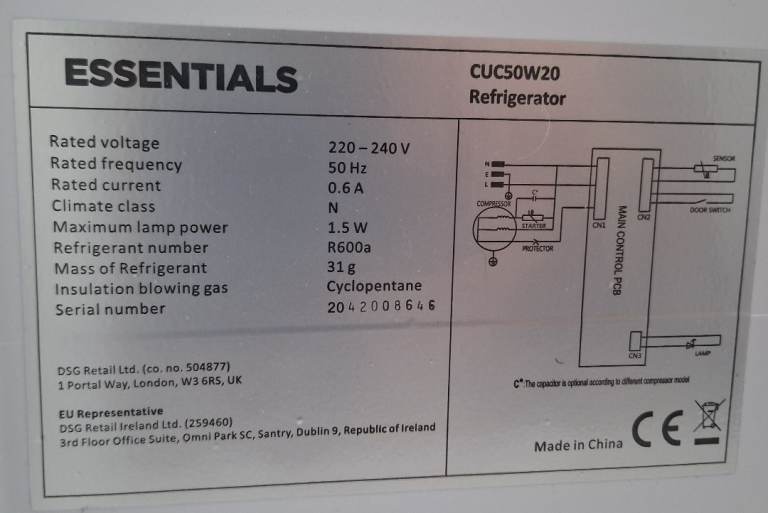 ESSENTIALS
CUC50W20
Refrigerator
Rated voltage 220 – 240 V
Rated frequency 50 Hz
Rated current 0.6 A
Climate class N
Maximum lamp power 1.5 W
Refrigerant number R600a
Mass of Refrigerant 31 g
Insulation blowing gas Cyclopentane
Serial number 2042008646
DSG Retail Ltd. (co. no. 504877)
1 Portal Way, London, W3 6RS, UK
EU Representative
DSG Retail Ireland Ltd. (259460)
3rd Floor Office Suite, Omni Park SC, Santry, Dublin 9, Republic of Ireland
N
E
L
C*
COMPRESSOR
STARTER
PROTECTOR
CN1
MAIN CONTROL PCB
CN2
SENSOR
DOOR SWITCH
CN3
LAMP
C*:The capacitor is optional according to different compressor model
Made in China
CE